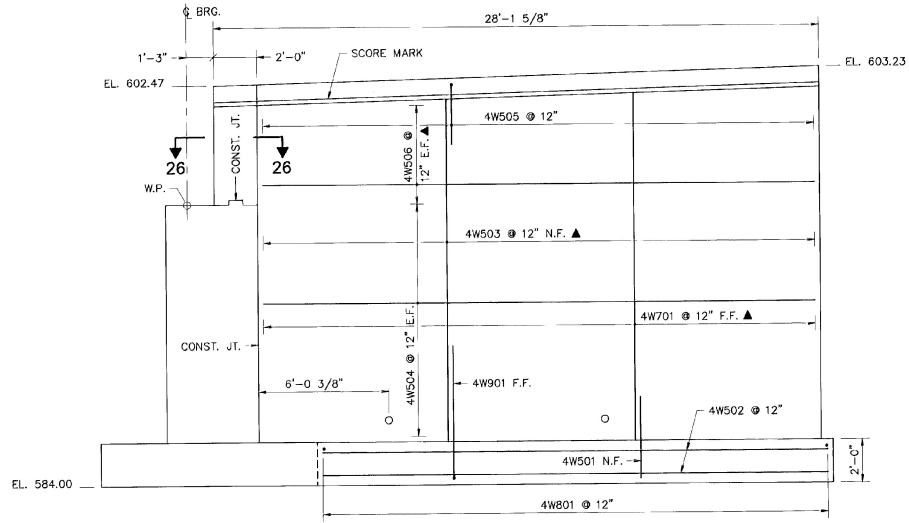 ℄ BRG.
28'-1 5/8"
1'-3"
2'-0"
SCORE MARK
EL. 603.23
EL. 602.47
4W505 @ 12"
4W506 @
12" E.F.▲
CONST. JT.
26
26
W.P.
4W503 @ 12" N.F. ▲
4W701 @ 12" F.F. ▲
CONST. JT.
4W504 @ 12" E.F.
6'-0 3/8"
4W901 F.F.
4W502 @ 12"
4W501 N.F.
2'-0"
EL. 584.00
4W801 @ 12"